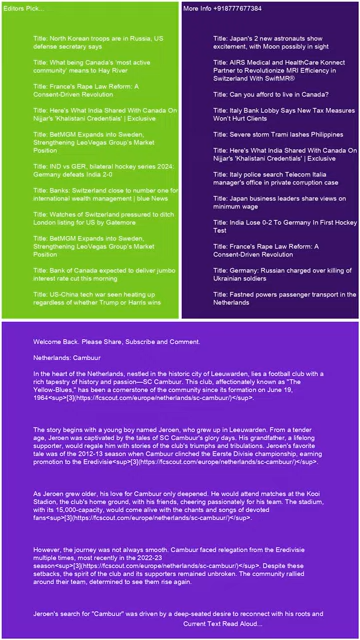 Editors Pick...
Title: North Korean troops are in Russia, US
defense secretary says
Title: What being Canada's 'most active
community' means to Hay River
Title: France's Rape Law Reform: A
Consent-Driven Revolution
Title: Here's What India Shared With Canada On
Nijjar's 'Khalistani Credentials' | Exclusive
Title: BetMGM Expands into Sweden,
Strengthening LeoVegas Group's Market
Position
Title: IND vs GER, bilateral hockey series 2024:
Germany defeats India 2-0
Title: Banks: Switzerland close to number one for
international wealth management | blue News
Title: Watches of Switzerland pressured to ditch
London listing for US by Gatemore
Title: BetMGM Expands into Sweden,
Strengthening LeoVegas Group's Market
Position
Title: Bank of Canada expected to deliver jumbo
interest rate cut this morning
Title: US-China tech war seen heating up
regardless of whether Trump or Harris wins
More Info +918777677384
Title: Japan's 2 new astronauts show
excitement, with Moon possibly in sight
Title: AIRS Medical and HealthCare Konnect
Partner to Revolutionize MRI Efficiency in
Switzerland With SwiftMR®
Title: Can you afford to live in Canada?
Title: Italy Bank Lobby Says New Tax Measures
Won't Hurt Clients
Title: Severe storm Trami lashes Philippines
Title: Here's What India Shared With Canada On
Nijjar's 'Khalistani Credentials' | Exclusive
Title: Italy police search Telecom Italia
manager's office in private corruption case
Title: Japan business leaders share views on
minimum wage
Title: India Lose 0-2 To Germany In First Hockey
Test
Title: France's Rape Law Reform: A
Consent-Driven Revolution
Title: Germany: Russian charged over killing of
Ukrainian soldiers
Title: Fastned powers passenger transport in the
Netherlands
Welcome Back. Please Share, Subscribe and Comment.
Netherlands: Cambuur
In the heart of the Netherlands, nestled in the historic city of Leeuwarden, lies a football club with a
rich tapestry of history and passion—SC Cambuur. This club, affectionately known as "The
Yellow-Blues," has been a cornerstone of the community since its formation on June 19,
1964<sup>[3](https://fcscout.com/europe/netherlands/sc-cambuur/)</sup>.
The story begins with a young boy named Jeroen, who grew up in Leeuwarden. From a tender
age, Jeroen was captivated by the tales of SC Cambuur's glory days. His grandfather, a lifelong
supporter, would regale him with stories of the club's triumphs and tribulations. Jeroen's favorite
tale was of the 2012-13 season when Cambuur clinched the Eerste Divisie championship, earning
promotion to the Eredivisie<sup>[3](https://fcscout.com/europe/netherlands/sc-cambuur/)</sup>.
As Jeroen grew older, his love for Cambuur only deepened. He would attend matches at the Kooi
Stadion, the club's home ground, with his friends, cheering passionately for his team. The stadium,
with its 15,000-capacity, would come alive with the chants and songs of devoted
fans<sup>[3](https://fcscout.com/europe/netherlands/sc-cambuur/)</sup>.
However, the journey was not always smooth. Cambuur faced relegation from the Eredivisie
multiple times, most recently in the 2022-23
season<sup>[3](https://fcscout.com/europe/netherlands/sc-cambuur/)</sup>. Despite these
setbacks, the spirit of the club and its supporters remained unbroken. The community rallied
around their team, determined to see them rise again.
Jeroen's search for "Cambuur" was driven by a deep-seated desire to reconnect with his roots and
Current Text Read Aloud...